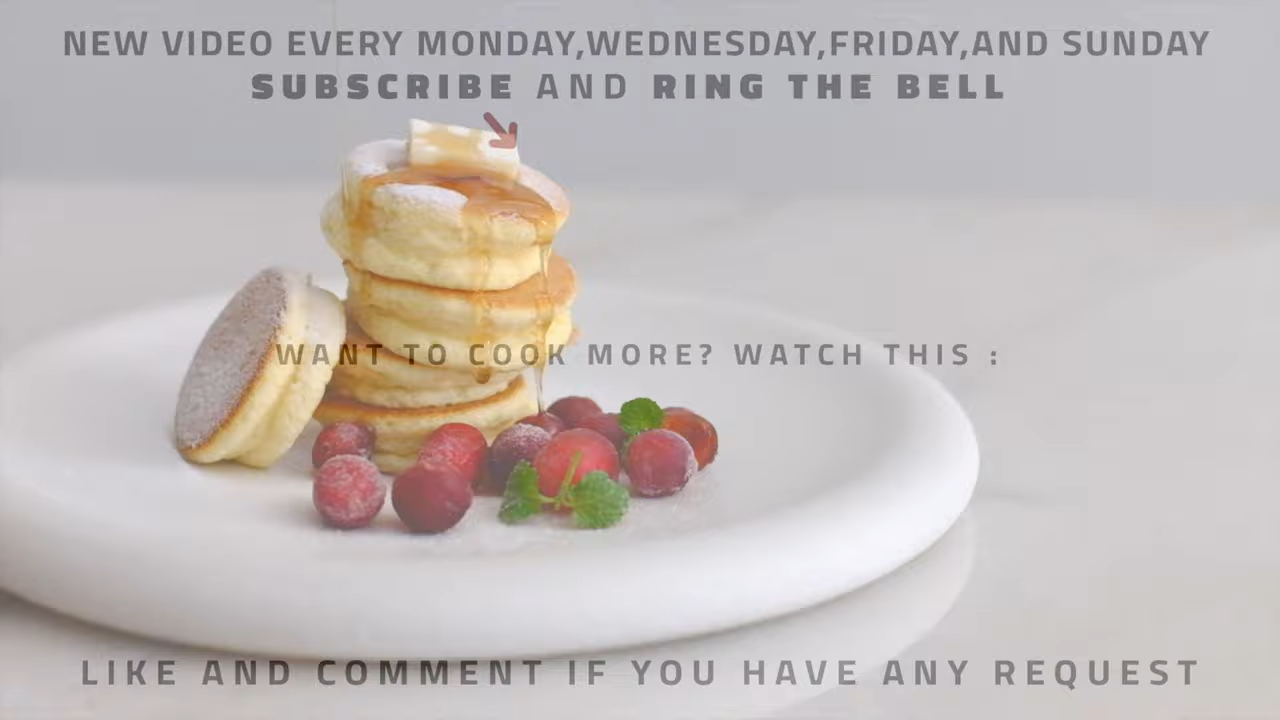 NEW VIDEO EVERY MONDAY,WEDNESDAY,FRIDAY,AND SUNDAY
SUBSCRIBE AND RING THE BELL
WANT TO COOK MORE? WATCH THIS :
LIKE AND COMMENT IF YOU HAVE ANY REQUEST